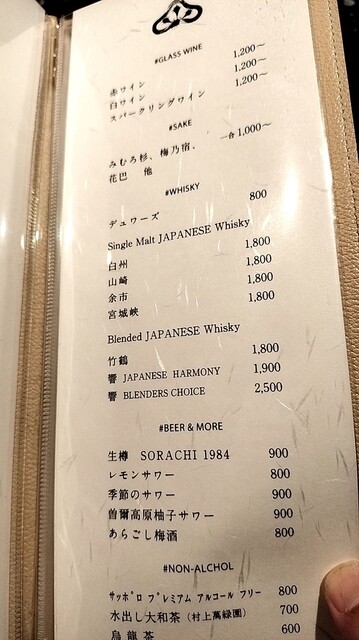 #GLASS WINE
赤ワイン 1,200～
白ワイン 1,200～
スパークリングワイン 1,200～
#SAKE
みむろ杉、梅乃宿、 一合 1,000～
花巴 他
#WHISKY
デュワーズ 800
Single Malt JAPANESE Whisky
白州 1,800
山崎 1,800
余市 1,800
宮城峡 1,800
Blended JAPANESE Whisky
竹鶴 1,800
響 JAPANESE HARMONY 1,900
響 BLENDERS CHOICE 2,500
#BEER & MORE
生樽 SORACHI 1984 900
レモンサワー 800
季節のサワー 900
曽爾高原柚子サワー 900
あらごし梅酒 800
#NON-ALCHOL
サッポロ プレミアム アルコール フリー 800
水出し大和茶（村上萬緑園） 700
烏龍茶 600